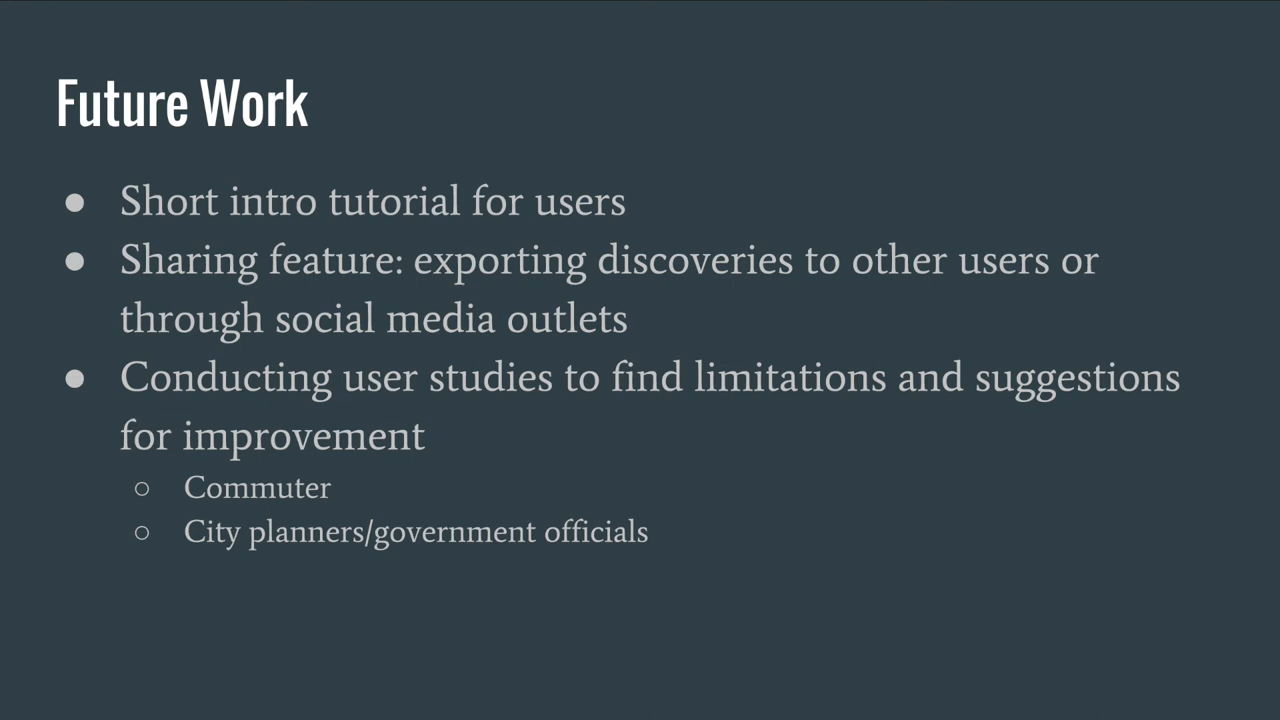 Future Work
● Short intro tutorial for users
● Sharing feature: exporting discoveries to other users or
through social media outlets
● Conducting user studies to find limitations and suggestions
for improvement
○ Commuter
○ City planners/government officials